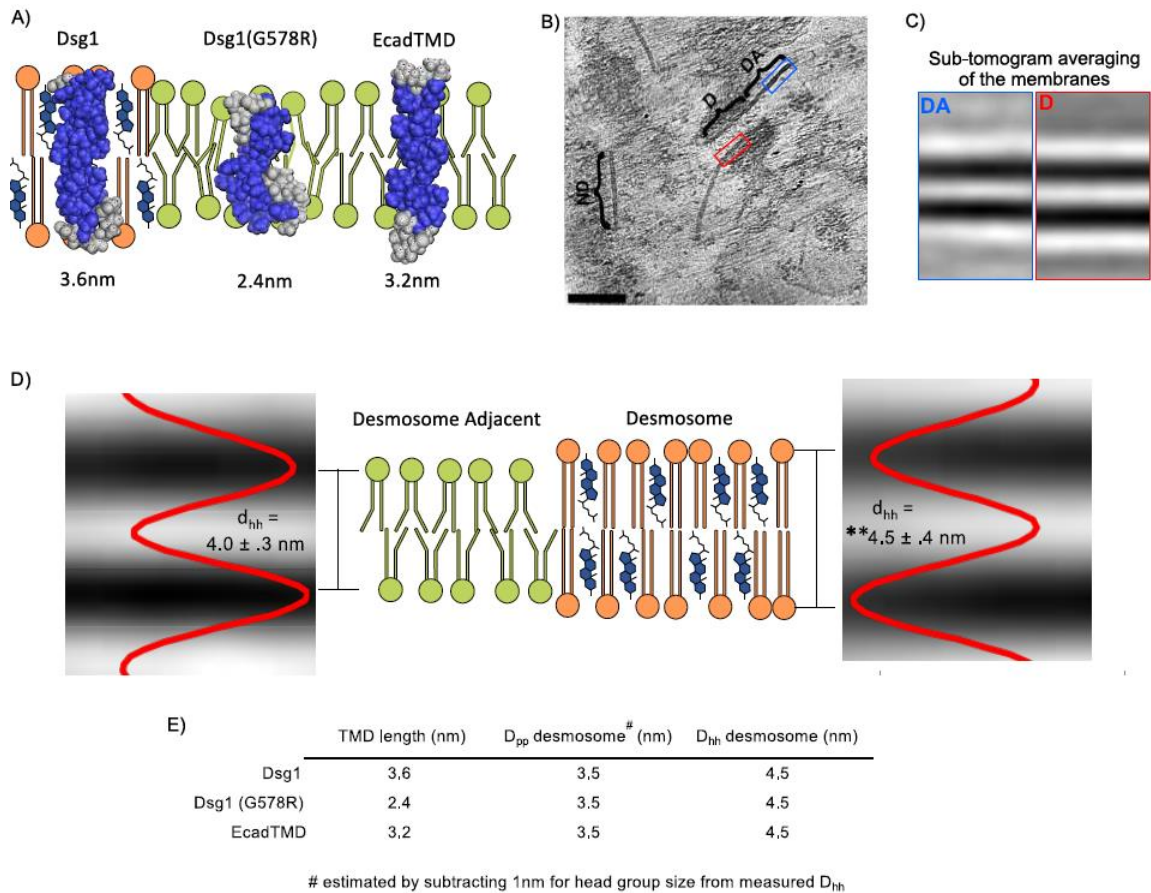 A)
Dsg1
Dsg1(G578R)
EcadTMD
3.6nm
2.4nm
3.2nm
B)
DA
D
ND
C)
Sub-tomogram averaging
of the membranes
DA
D
D)
Desmosome Adjacent
Desmosome
dhh =
4.0 ± .3 nm
dhh =
**4.5 ± .4 nm
E)
TMD length (nm) Dpp desmosome# (nm) Dhh desmosome (nm)
Dsg1 3.6 3.5 4.5
Dsg1 (G578R) 2.4 3.5 4.5
EcadTMD 3.2 3.5 4.5
# estimated by subtracting 1nm for head group size from measured Dhh